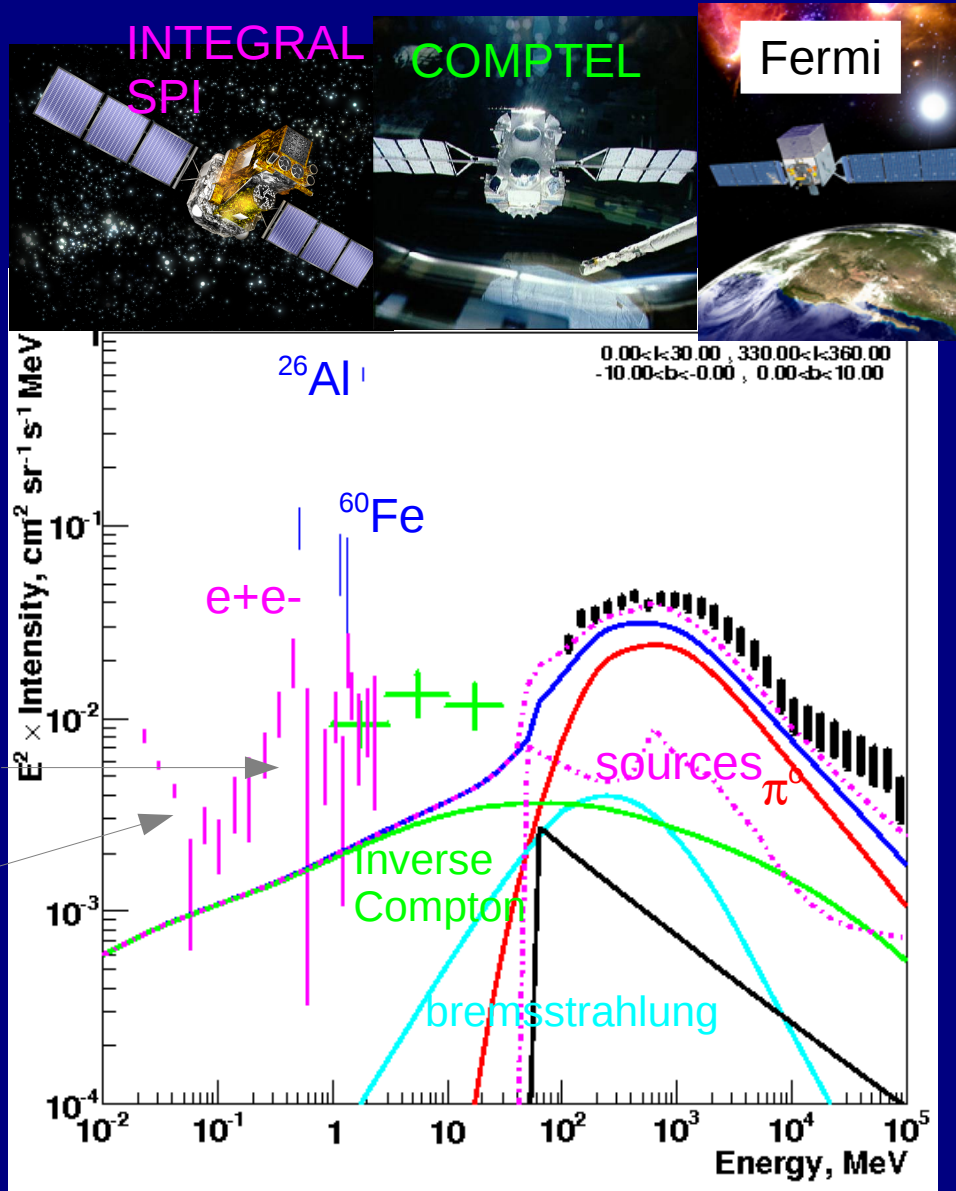 INTEGRAL
SPI
COMPTEL
Fermi
0.00<l<30.00 , 330.00<l<360.00
-10.00<b<-0.00 , 0.00<b<10.00
²⁶Al
⁶⁰Fe
e+e-
sources
π⁰
Inverse
Compton
bremsstrahlung
E² × Intensity, cm² sr⁻¹ s⁻¹ MeV
1
10⁻¹
10⁻²
10⁻³
10⁻⁴
10⁻² 10⁻¹ 1 10 10² 10³ 10⁴ 10⁵
Energy, MeV